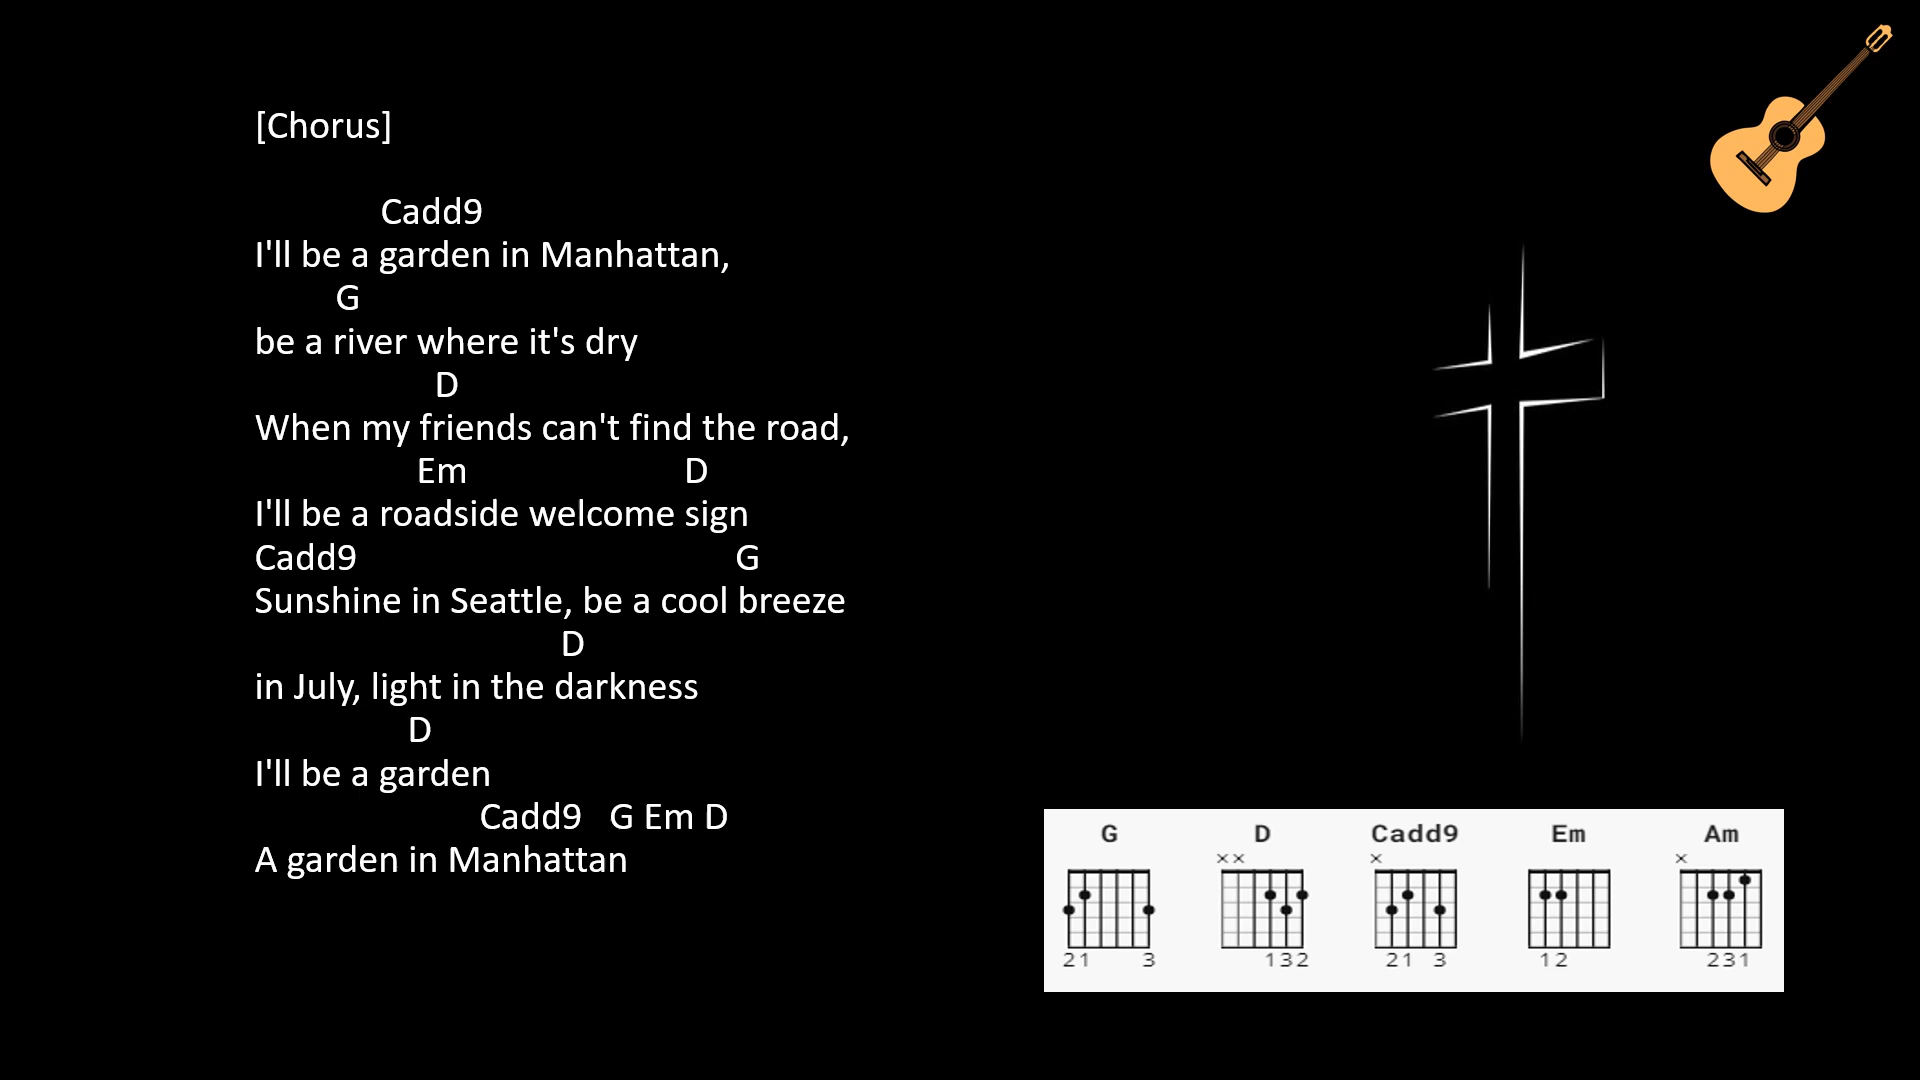 [Chorus]
Cadd9
I'll be a garden in Manhattan,
G
be a river where it's dry
D
When my friends can't find the road,
Em D
I'll be a roadside welcome sign
Cadd9 G
Sunshine in Seattle, be a cool breeze
D
in July, light in the darkness
D
I'll be a garden
Cadd9 G Em D
A garden in Manhattan
G D Cadd9 Em Am
×× × ×
21 3 132 21 3 12 231